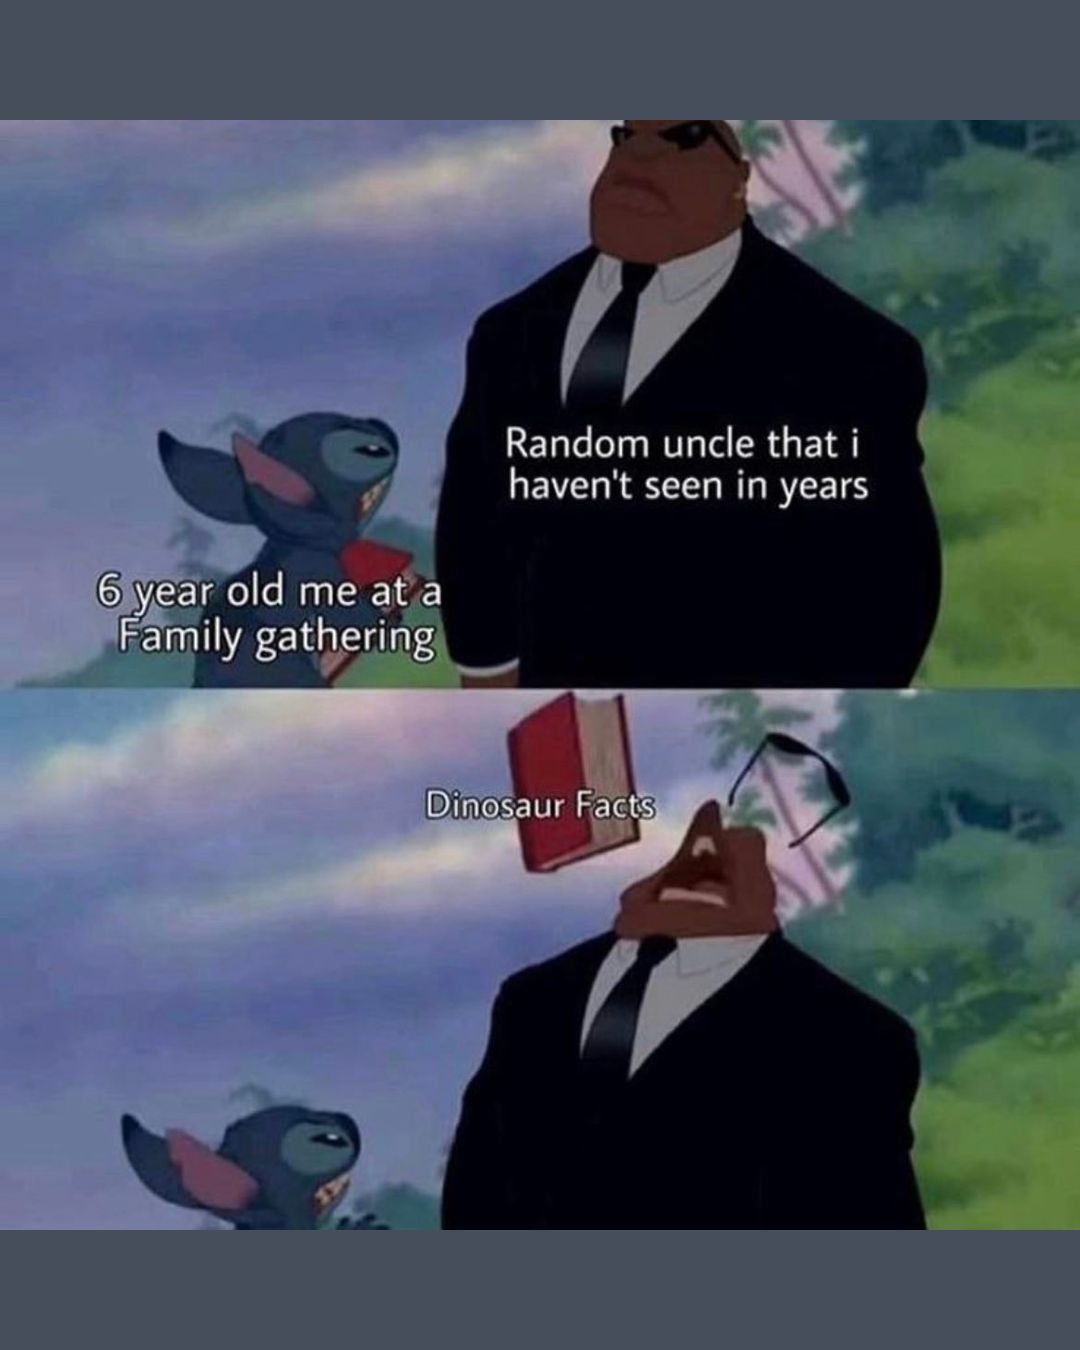 Random uncle that i
haven't seen in years
6 year old me at a
Family gathering
Dinosaur Facts